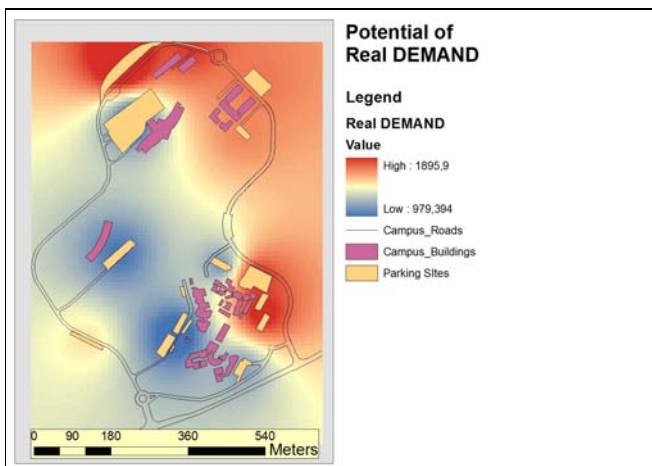 Potential of
Real DEMAND
Legend
Real DEMAND
Value
High : 1895,9
Low : 979,394
Campus_Roads
Campus_Buildings
Parking SItes
0 90 180 360 540
Meters